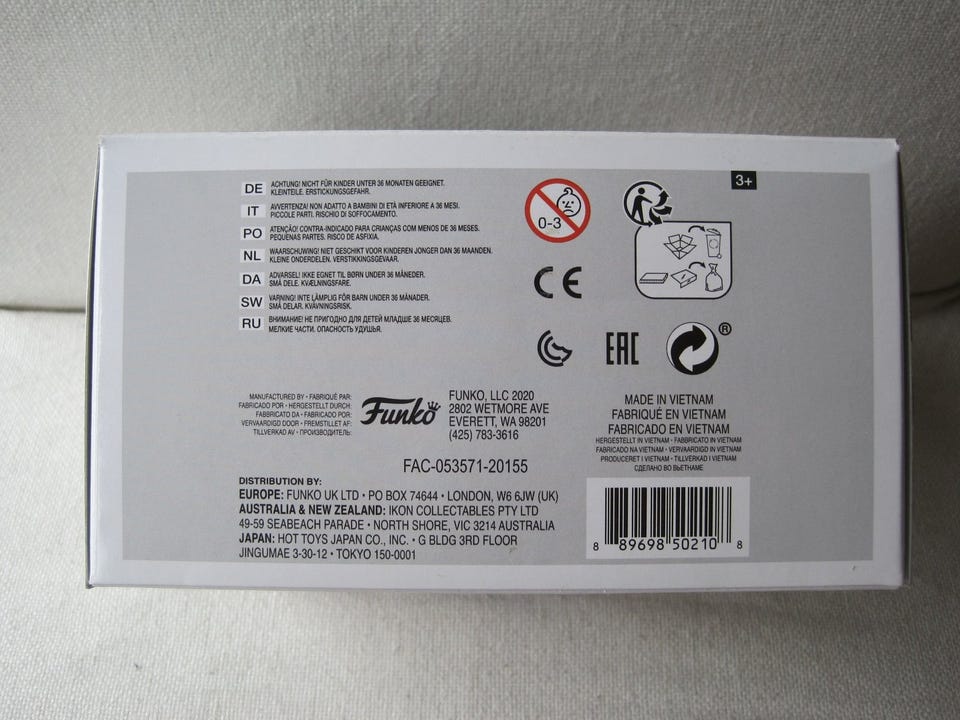 3+
DE ACHTUNG! NICHT FÜR KINDER UNTER 36 MONATEN GEEIGNET.
KLEINTEILE. ERSTICKUNGSGEFAHR.
IT AVVERTENZA! NON ADATTO A BAMBINI DI ETÀ INFERIORE A 36 MESI.
PICCOLE PARTI. RISCHIO DI SOFFOCAMENTO.
PO ATENÇÃO! CONTRA-INDICADO PARA CRIANÇAS COM MENOS DE 36 MESES.
PEQUENAS PARTES. RISCO DE ASFIXIA.
NL WAARSCHUWING! NIET GESCHIKT VOOR KINDEREN JONGER DAN 36 MAANDEN.
KLEINE ONDERDELEN. VERSTIKKINGSGEVAAR.
DA ADVARSEL! IKKE EGNET TIL BØRN UNDER 36 MÅNEDER.
SMÅ DELE. KVÆLNINGSFARE.
SW VARNING! INTE LÄMPLIG FÖR BARN UNDER 36 MÅNADER.
SMÅ DELAR. KVÄVNINGSRISK.
RU ВНИМАНИЕ! НЕ ПРИГОДНО ДЛЯ ДЕТЕЙ МЛАДШЕ 36 МЕСЯЦЕВ.
МЕЛКИЕ ЧАСТИ. ОПАСНОСТЬ УДУШЬЯ.
0-3
CE
EAC
®
MANUFACTURED BY • FABRIQUÉ PAR:
FABRICADO POR • HERGESTELLT DURCH:
FABBRICATO DA • FABRICADO POR:
VERVAARDIGD DOOR • FREMSTILLET AF:
TILLVERKAD AV • ПРОИЗВОДИТЕЛЬ:
Funko
FUNKO, LLC 2020
2802 WETMORE AVE
EVERETT, WA 98201
(425) 783-3616
FAC-053571-20155
DISTRIBUTION BY:
EUROPE: FUNKO UK LTD • PO BOX 74644 • LONDON, W6 6JW (UK)
AUSTRALIA & NEW ZEALAND: IKON COLLECTABLES PTY LTD
49-59 SEABEACH PARADE • NORTH SHORE, VIC 3214 AUSTRALIA
JAPAN: HOT TOYS JAPAN CO., INC. • G BLDG 3RD FLOOR
JINGUMAE 3-30-12 • TOKYO 150-0001
MADE IN VIETNAM
FABRIQUÉ EN VIETNAM
FABRICADO EN VIETNAM
HERGESTELLT IN VIETNAM • FABBRICATO IN VIETNAM
FABRICADO NA VIETNAM • VERVAARDIGD IN VIETNAM
PRODUCERET I VIETNAM • TILLVERKAD I VIETNAM
СДЕЛАНО ВО ВЬЕТНАМЕ
8 89698 50210 8